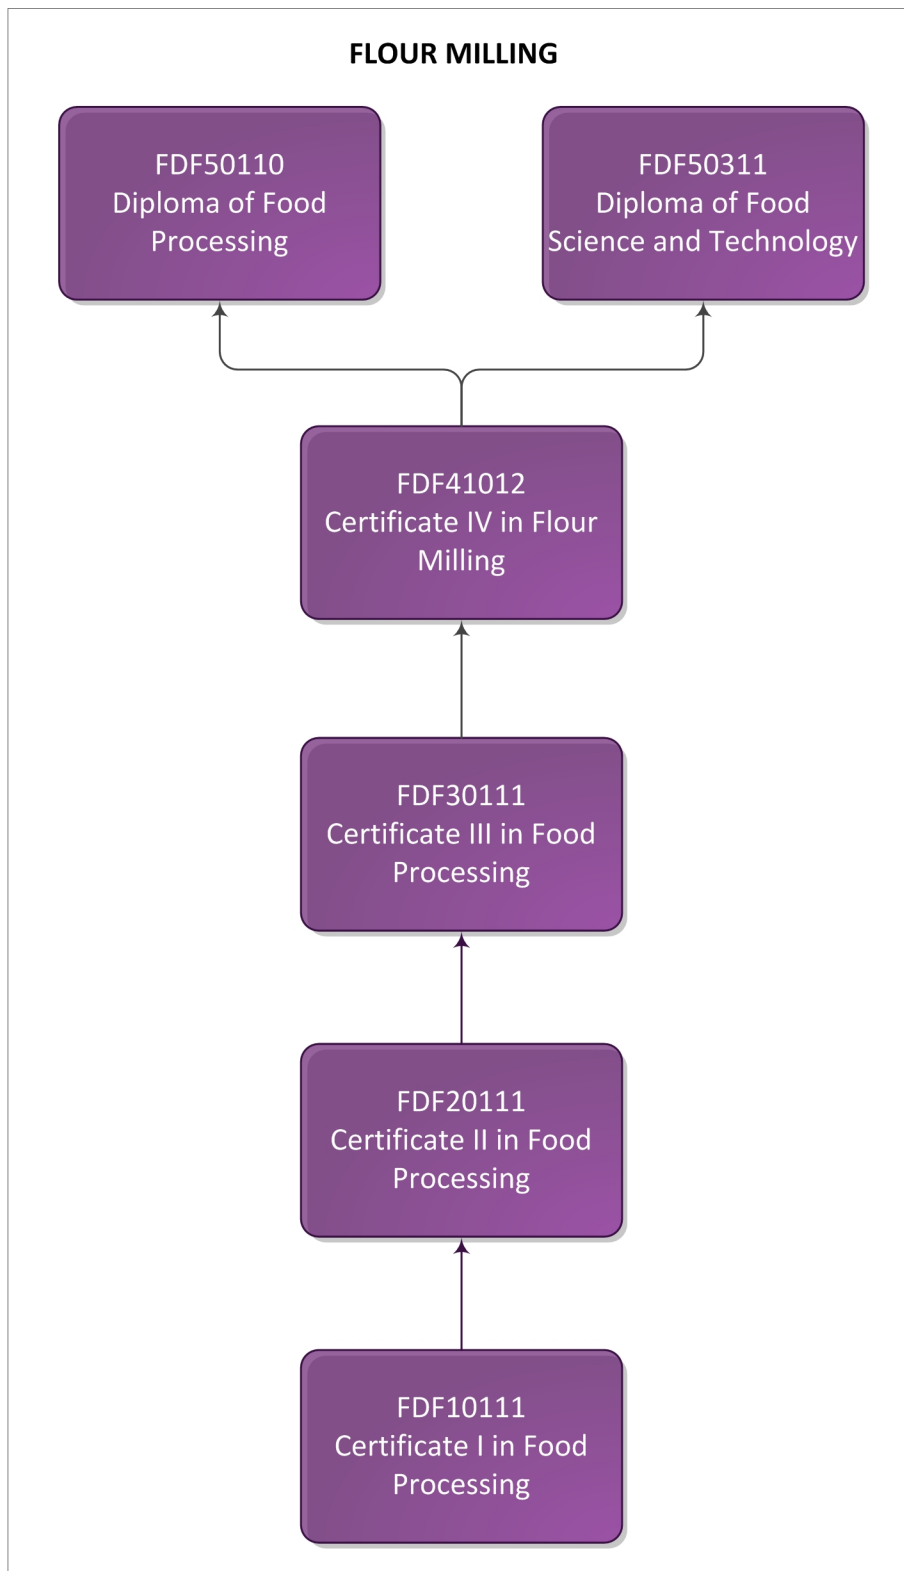 FLOUR MILLING
FDF50110
Diploma of Food
Processing
FDF50311
Diploma of Food
Science and Technology
FDF41012
Certificate IV in Flour
Milling
FDF30111
Certificate III in Food
Processing
FDF20111
Certificate II in Food
Processing
FDF10111
Certificate I in Food
Processing